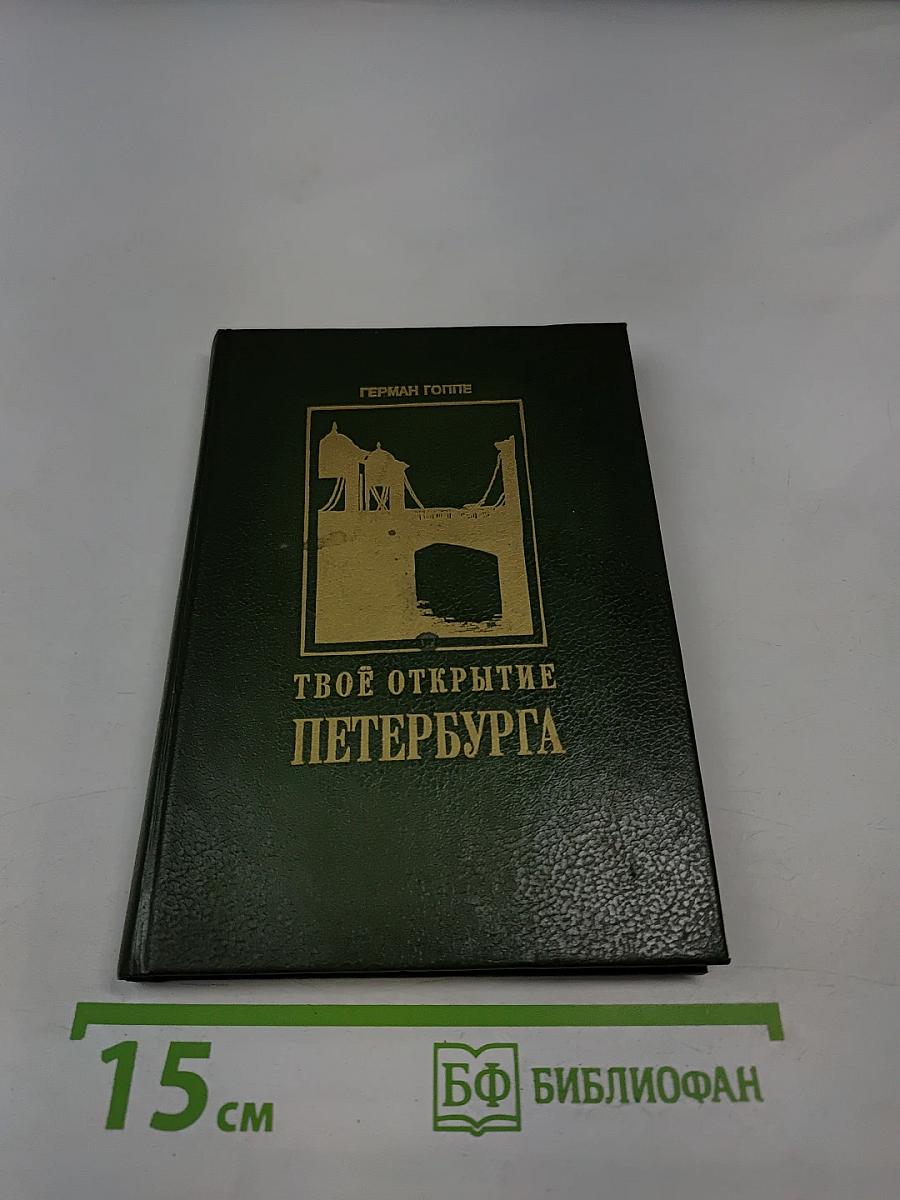 ГЕРМАН ГОППЕ
ТВОЁ ОТКРЫТИЕ
ПЕТЕРБУРГА
15 см
БФ БИБЛИОФАН